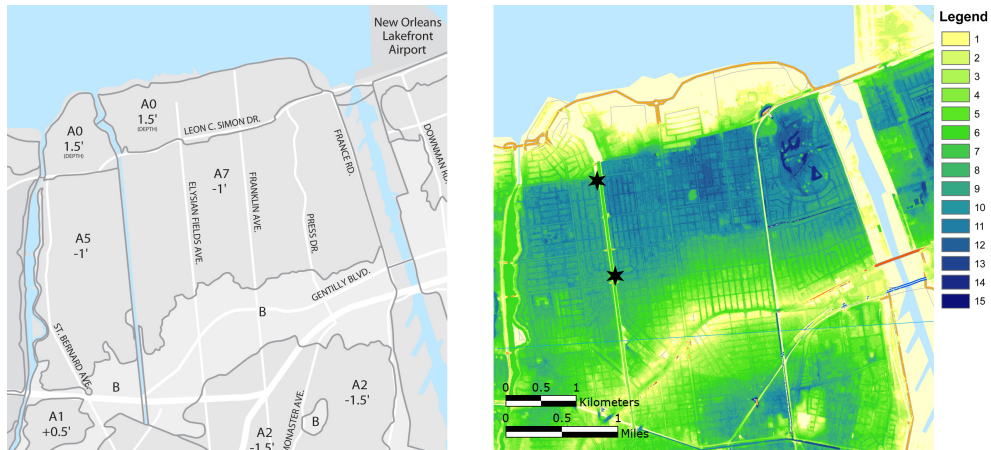 New Orleans
Lakefront
Airport
A0
1.5'
(DEPTH)
A0
1.5'
(DEPTH)
LEON C. SIMON DR.
FRANCE RD.
DOWNMAN RD.
A7
-1'
ELYSIAN FIELDS AVE.
FRANKLIN AVE.
PRESS DR.
A5
-1'
GENTILLY BLVD.
B
ST. BERNARD AVE.
B
A1
+0.5'
A2
-1.5'
MONASTER AVE.
B
A2
-1.5'
0 0.5 1
Kilometers
0 0.5 1
Miles
Legend
1
2
3
4
5
6
7
8
9
10
11
12
13
14
15